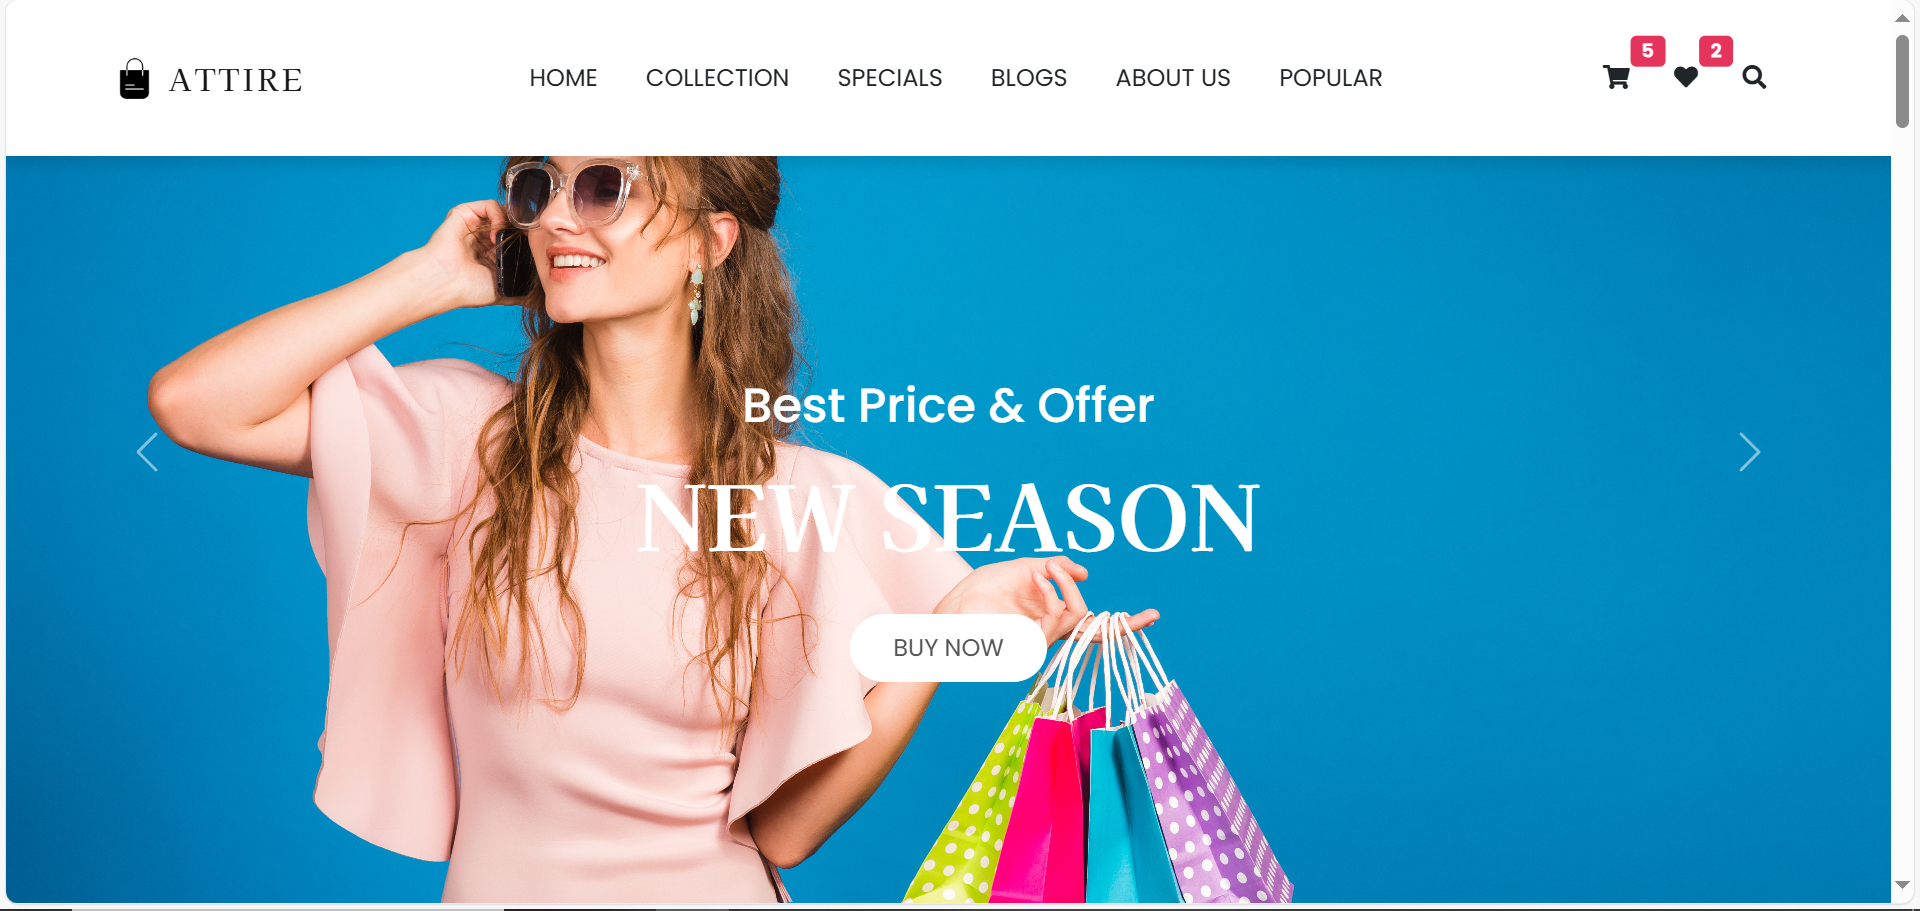 ATTIRE
HOME COLLECTION SPECIALS BLOGS ABOUT US POPULAR
5 2
Best Price & Offer
NEW SEASON
BUY NOW